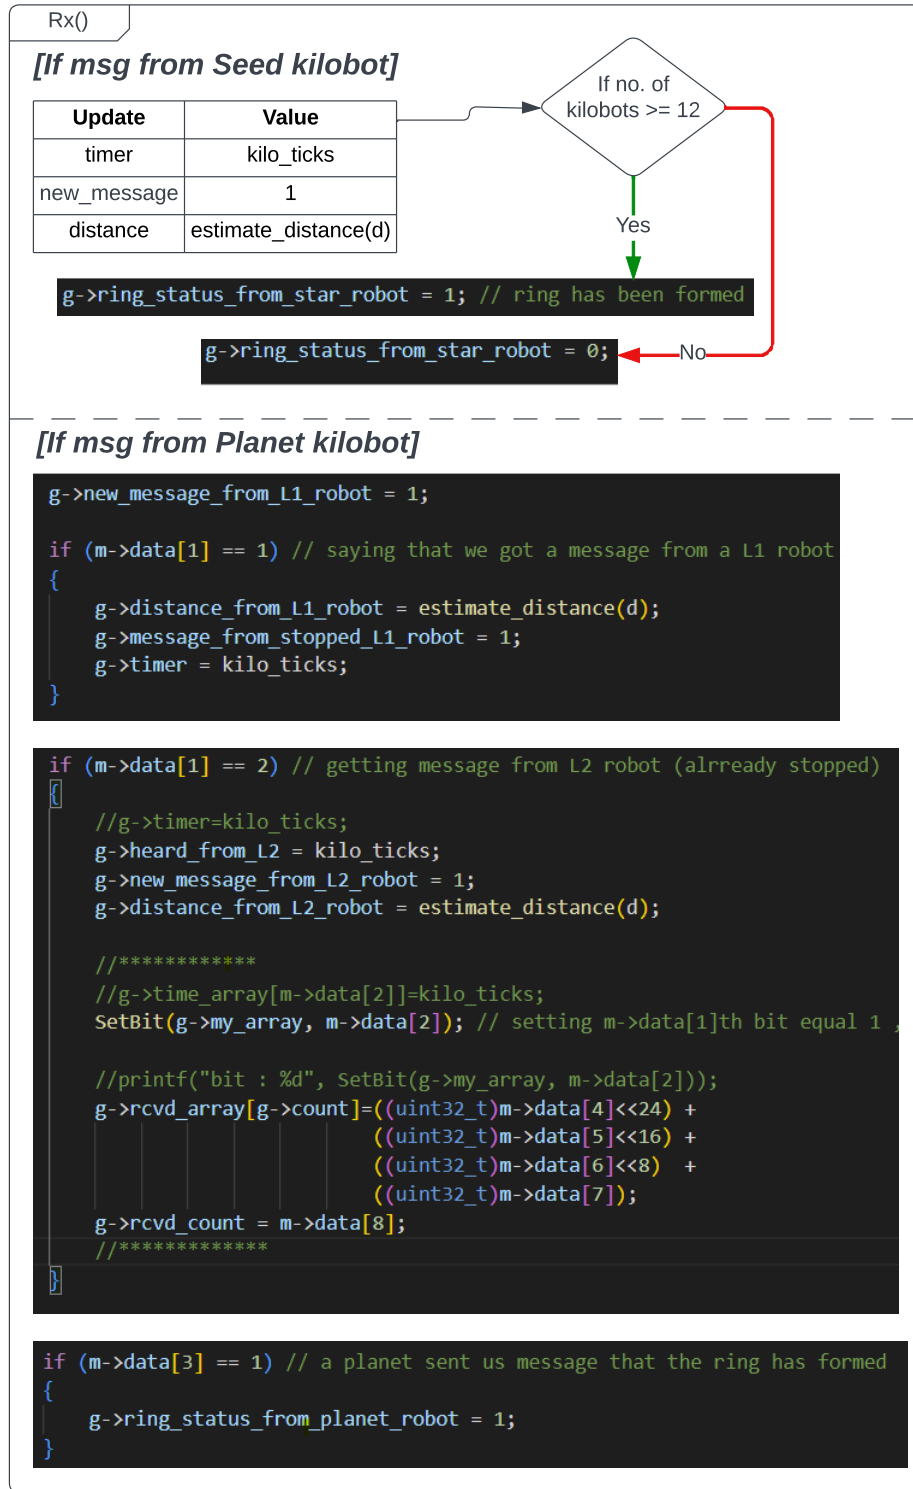 Rx()
[If msg from Seed kilobot]
Update Value
timer kilo_ticks
new_message 1
distance estimate_distance(d)
If no. of
kilobots >= 12
Yes
g->ring_status_from_star_robot = 1; // ring has been formed
g->ring_status_from_star_robot = 0;
No
[If msg from Planet kilobot]
g->new_message_from_L1_robot = 1;
if (m->data[1] == 1) // saying that we got a message from a L1 robot
{
g->distance_from_L1_robot = estimate_distance(d);
g->message_from_stopped_L1_robot = 1;
g->timer = kilo_ticks;
}
if (m->data[1] == 2) // getting message from L2 robot (alrready stopped)
{
//g->timer=kilo_ticks;
g->heard_from_L2 = kilo_ticks;
g->new_message_from_L2_robot = 1;
g->distance_from_L2_robot = estimate_distance(d);
//************
//g->time_array[m->data[2]]=kilo_ticks;
SetBit(g->my_array, m->data[2]); // setting m->data[1]th bit equal 1 ,
//printf("bit : %d", SetBit(g->my_array, m->data[2]));
g->rcvd_array[g->count]=((uint32_t)m->data[4]<<24) +
((uint32_t)m->data[5]<<16) +
((uint32_t)m->data[6]<<8) +
((uint32_t)m->data[7]);
g->rcvd_count = m->data[8];
//*************
}
if (m->data[3] == 1) // a planet sent us message that the ring has formed
{
g->ring_status_from_planet_robot = 1;
}